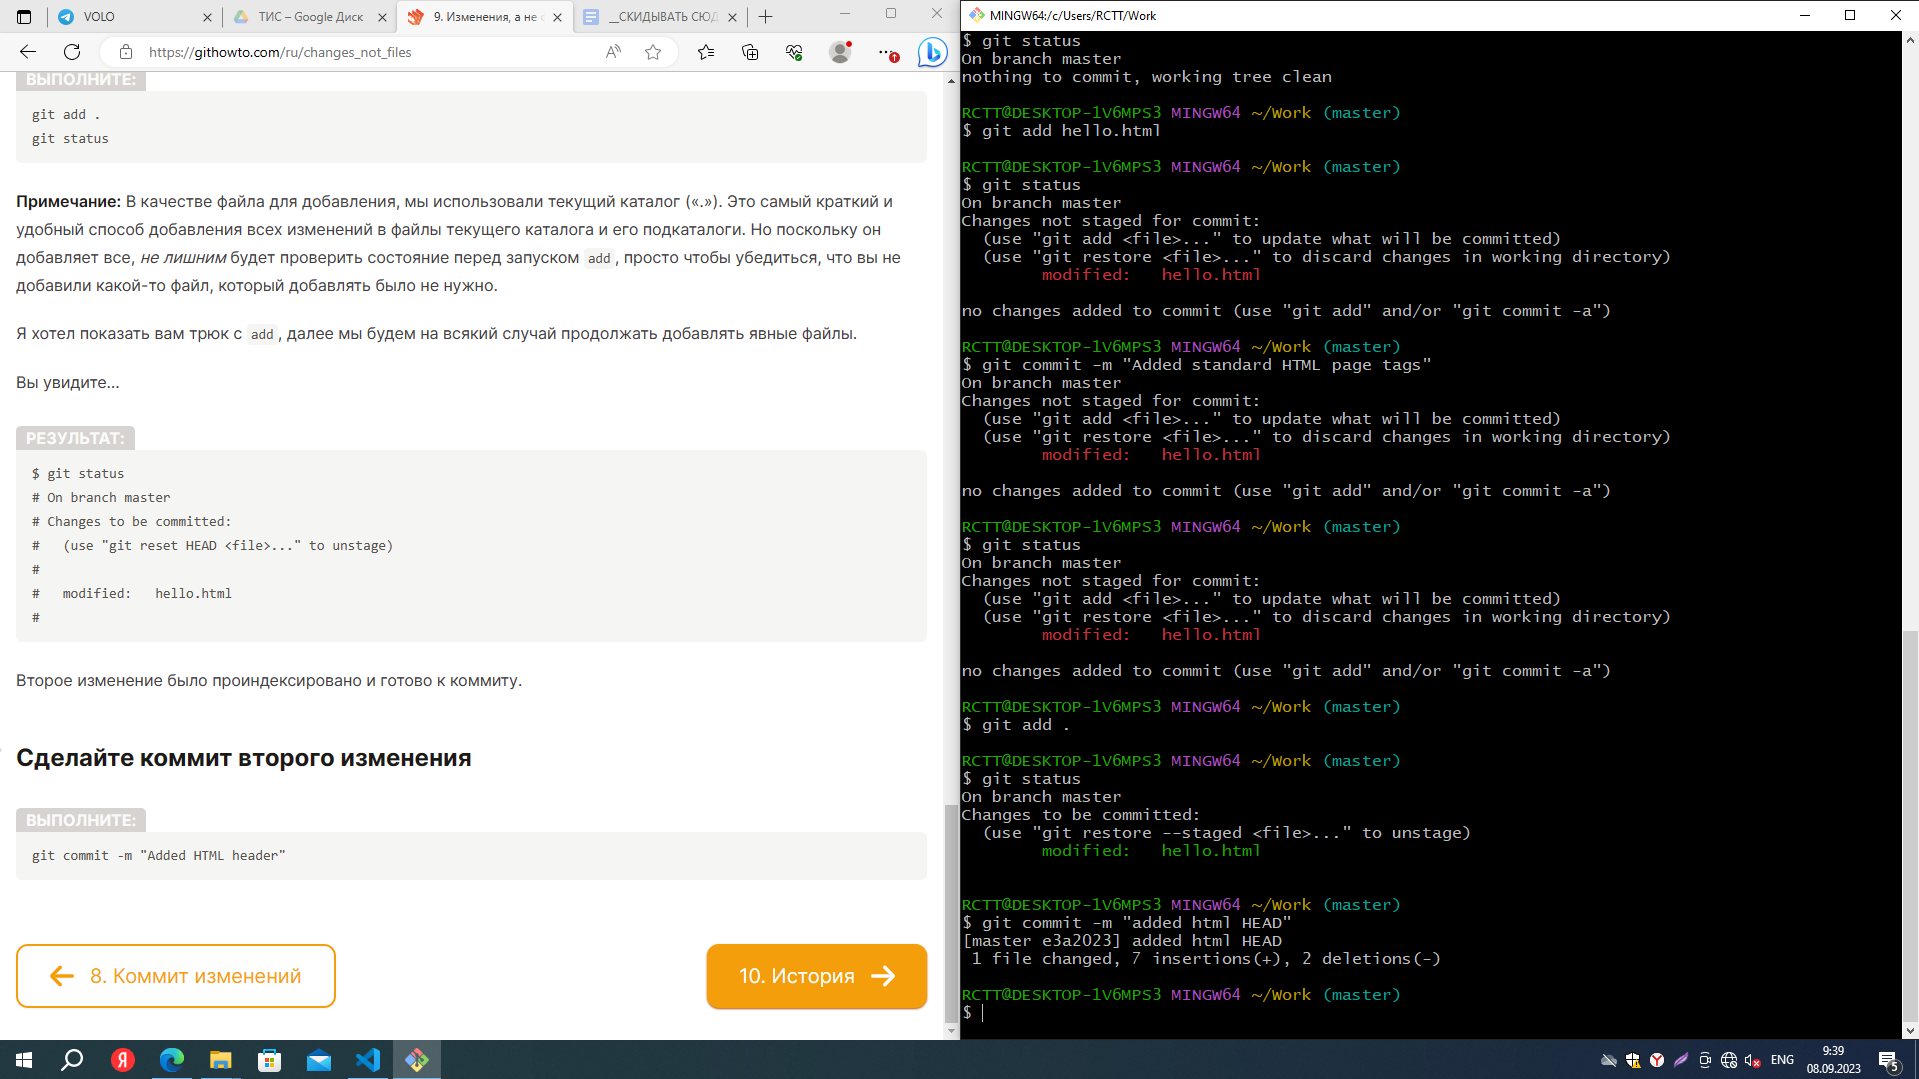 VOLO
ТИС – Google Диск
9. Изменения, а не
__СКИДЫВАТЬ СЮД
https://githowto.com/ru/changes_not_files
ВЫПОЛНИТЕ:
git add .
git status
Примечание: В качестве файла для добавления, мы использовали текущий каталог («.»). Это самый краткий и
удобный способ добавления всех изменений в файлы текущего каталога и его подкаталоги. Но поскольку он
добавляет все, не лишним будет проверить состояние перед запуском add, просто чтобы убедиться, что вы не
добавили какой-то файл, который добавлять было не нужно.
Я хотел показать вам трюк с add, далее мы будем на всякий случай продолжать добавлять явные файлы.
Вы увидите...
РЕЗУЛЬТАТ:
$ git status
# On branch master
# Changes to be committed:
#   (use "git reset HEAD <file>..." to unstage)
#
#   modified:   hello.html
#
Второе изменение было проиндексировано и готово к коммиту.
Сделайте коммит второго изменения
ВЫПОЛНИТЕ:
git commit -m "Added HTML header"
← 8. Коммит изменений
10. История →
MINGW64:/c/Users/RCTT/Work
$ git status
On branch master
nothing to commit, working tree clean
RCTT@DESKTOP-1V6MPS3 MINGW64 ~/Work (master)
$ git add hello.html
RCTT@DESKTOP-1V6MPS3 MINGW64 ~/Work (master)
$ git status
On branch master
Changes not staged for commit:
  (use "git add <file>..." to update what will be committed)
  (use "git restore <file>..." to discard changes in working directory)
        modified:   hello.html
no changes added to commit (use "git add" and/or "git commit -a")
RCTT@DESKTOP-1V6MPS3 MINGW64 ~/Work (master)
$ git commit -m "Added standard HTML page tags"
On branch master
Changes not staged for commit:
  (use "git add <file>..." to update what will be committed)
  (use "git restore <file>..." to discard changes in working directory)
        modified:   hello.html
no changes added to commit (use "git add" and/or "git commit -a")
RCTT@DESKTOP-1V6MPS3 MINGW64 ~/Work (master)
$ git status
On branch master
Changes not staged for commit:
  (use "git add <file>..." to update what will be committed)
  (use "git restore <file>..." to discard changes in working directory)
        modified:   hello.html
no changes added to commit (use "git add" and/or "git commit -a")
RCTT@DESKTOP-1V6MPS3 MINGW64 ~/Work (master)
$ git add .
RCTT@DESKTOP-1V6MPS3 MINGW64 ~/Work (master)
$ git status
On branch master
Changes to be committed:
  (use "git restore --staged <file>..." to unstage)
        modified:   hello.html
RCTT@DESKTOP-1V6MPS3 MINGW64 ~/Work (master)
$ git commit -m "added html HEAD"
[master e3a2023] added html HEAD
 1 file changed, 7 insertions(+), 2 deletions(-)
RCTT@DESKTOP-1V6MPS3 MINGW64 ~/Work (master)
$
ENG
9:39
08.09.2023
5